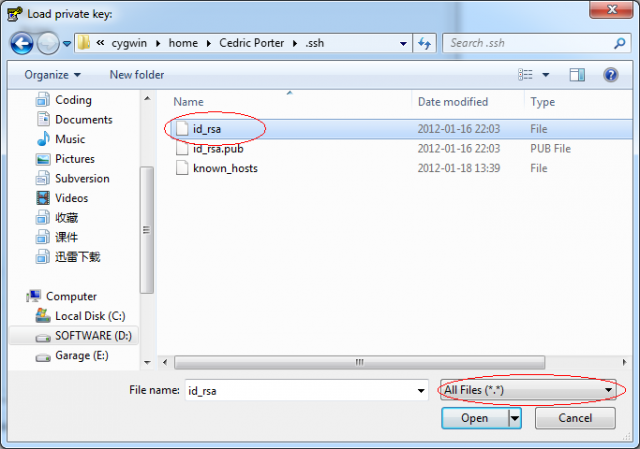 Load private key:
« cygwin home Cedric Porter .ssh Search .ssh
Organize New folder
Name Date modified Type
Coding
Documents
Music
Pictures
Subversion
Videos
收藏
课件
迅雷下载
Computer
Local Disk (C:)
SOFTWARE (D:)
Garage (E:)
id_rsa 2012-01-16 22:03 File
id_rsa.pub 2012-01-16 22:03 PUB File
known_hosts 2012-01-18 13:39 File
File name: id_rsa All Files (*.*)
Open Cancel